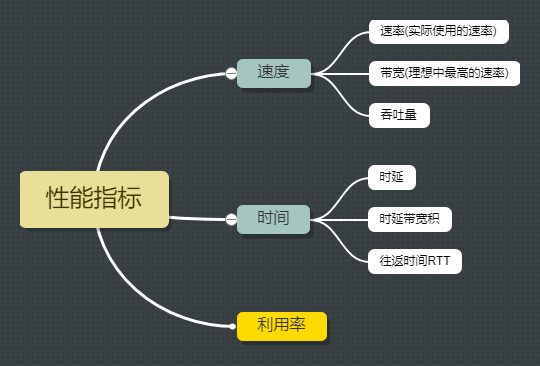 性能指标
速度
速率(实际使用的速率)
带宽(理想中最高的速率)
吞吐量
时间
时延
时延带宽积
往返时间RTT
利用率